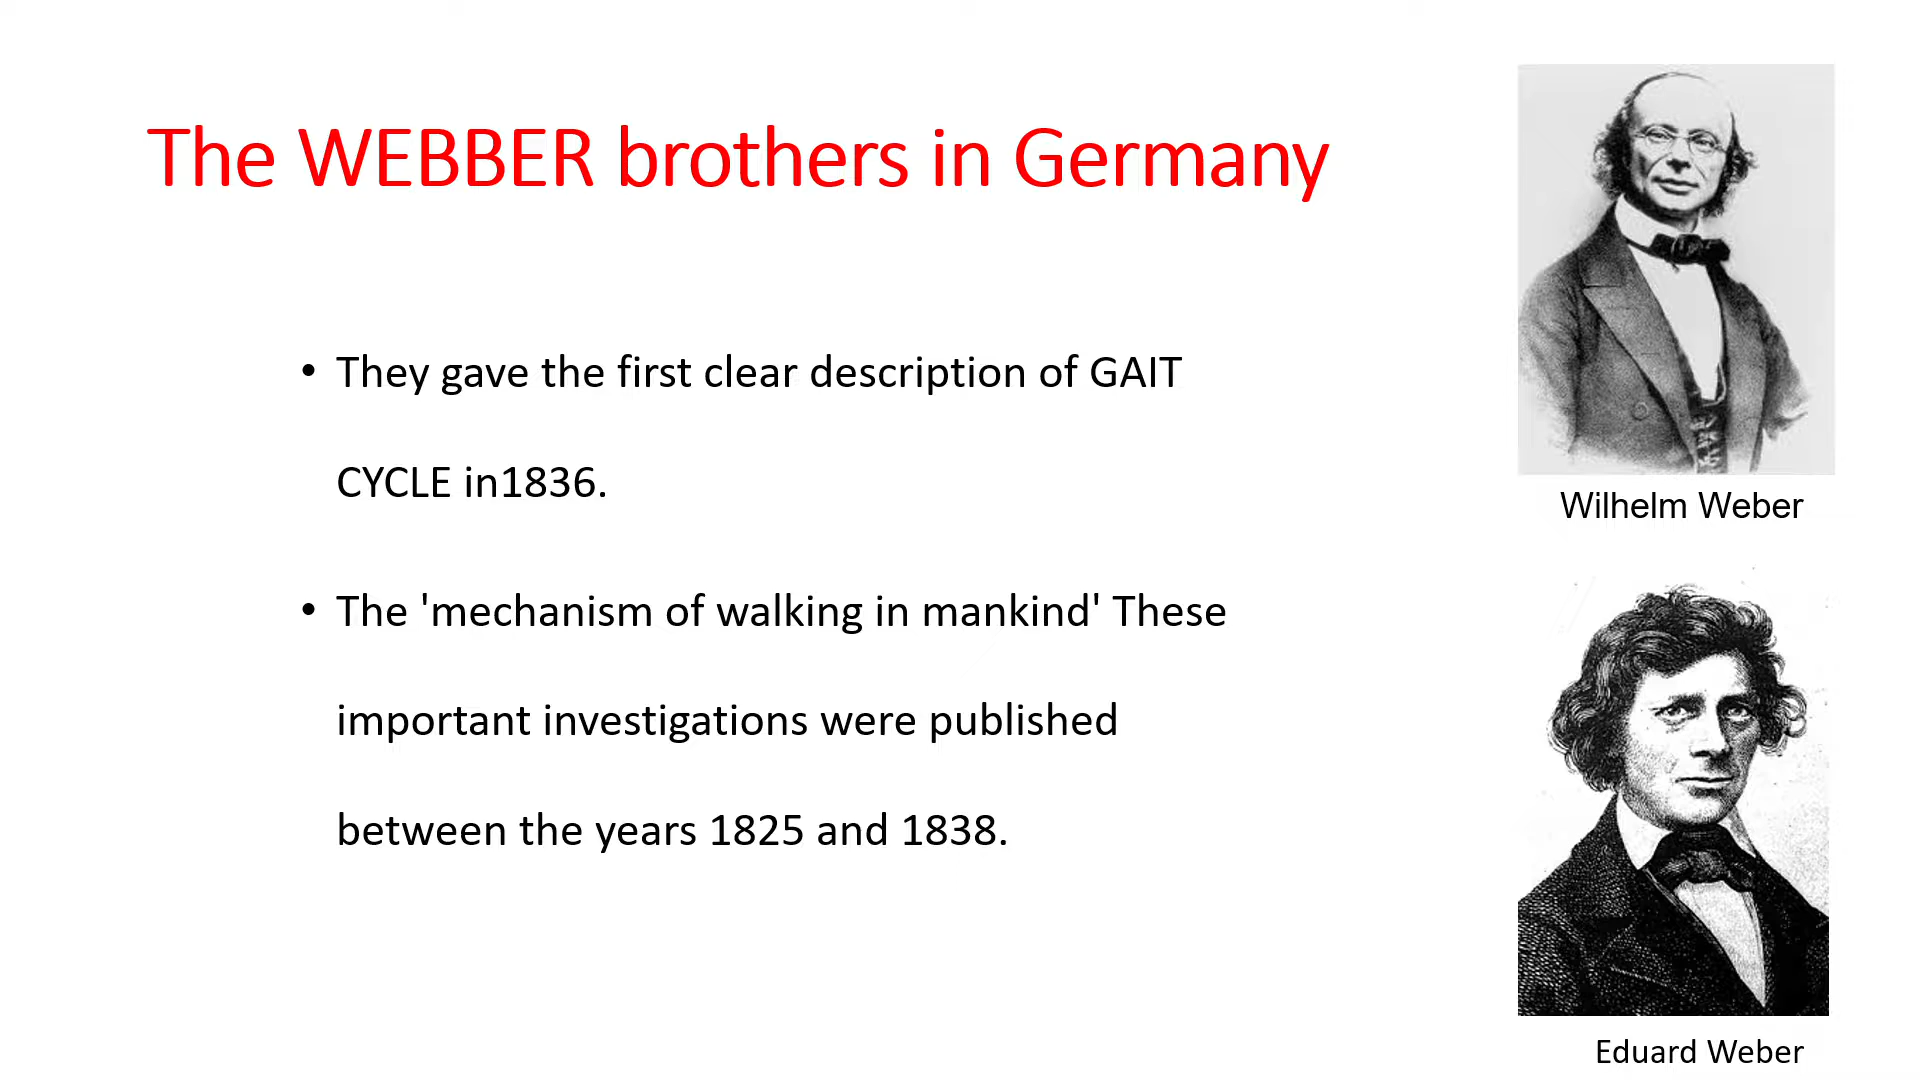 The WEBBER brothers in Germany
• They gave the first clear description of GAIT
CYCLE in1836.
• The 'mechanism of walking in mankind' These
important investigations were published
between the years 1825 and 1838.
Wilhelm Weber
Eduard Weber